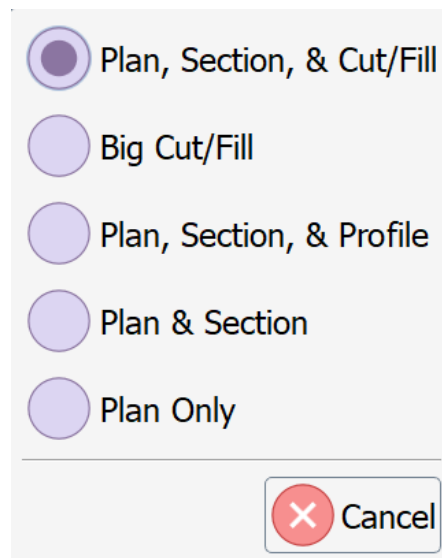 Plan, Section, & Cut/Fill
Big Cut/Fill
Plan, Section, & Profile
Plan & Section
Plan Only
Cancel